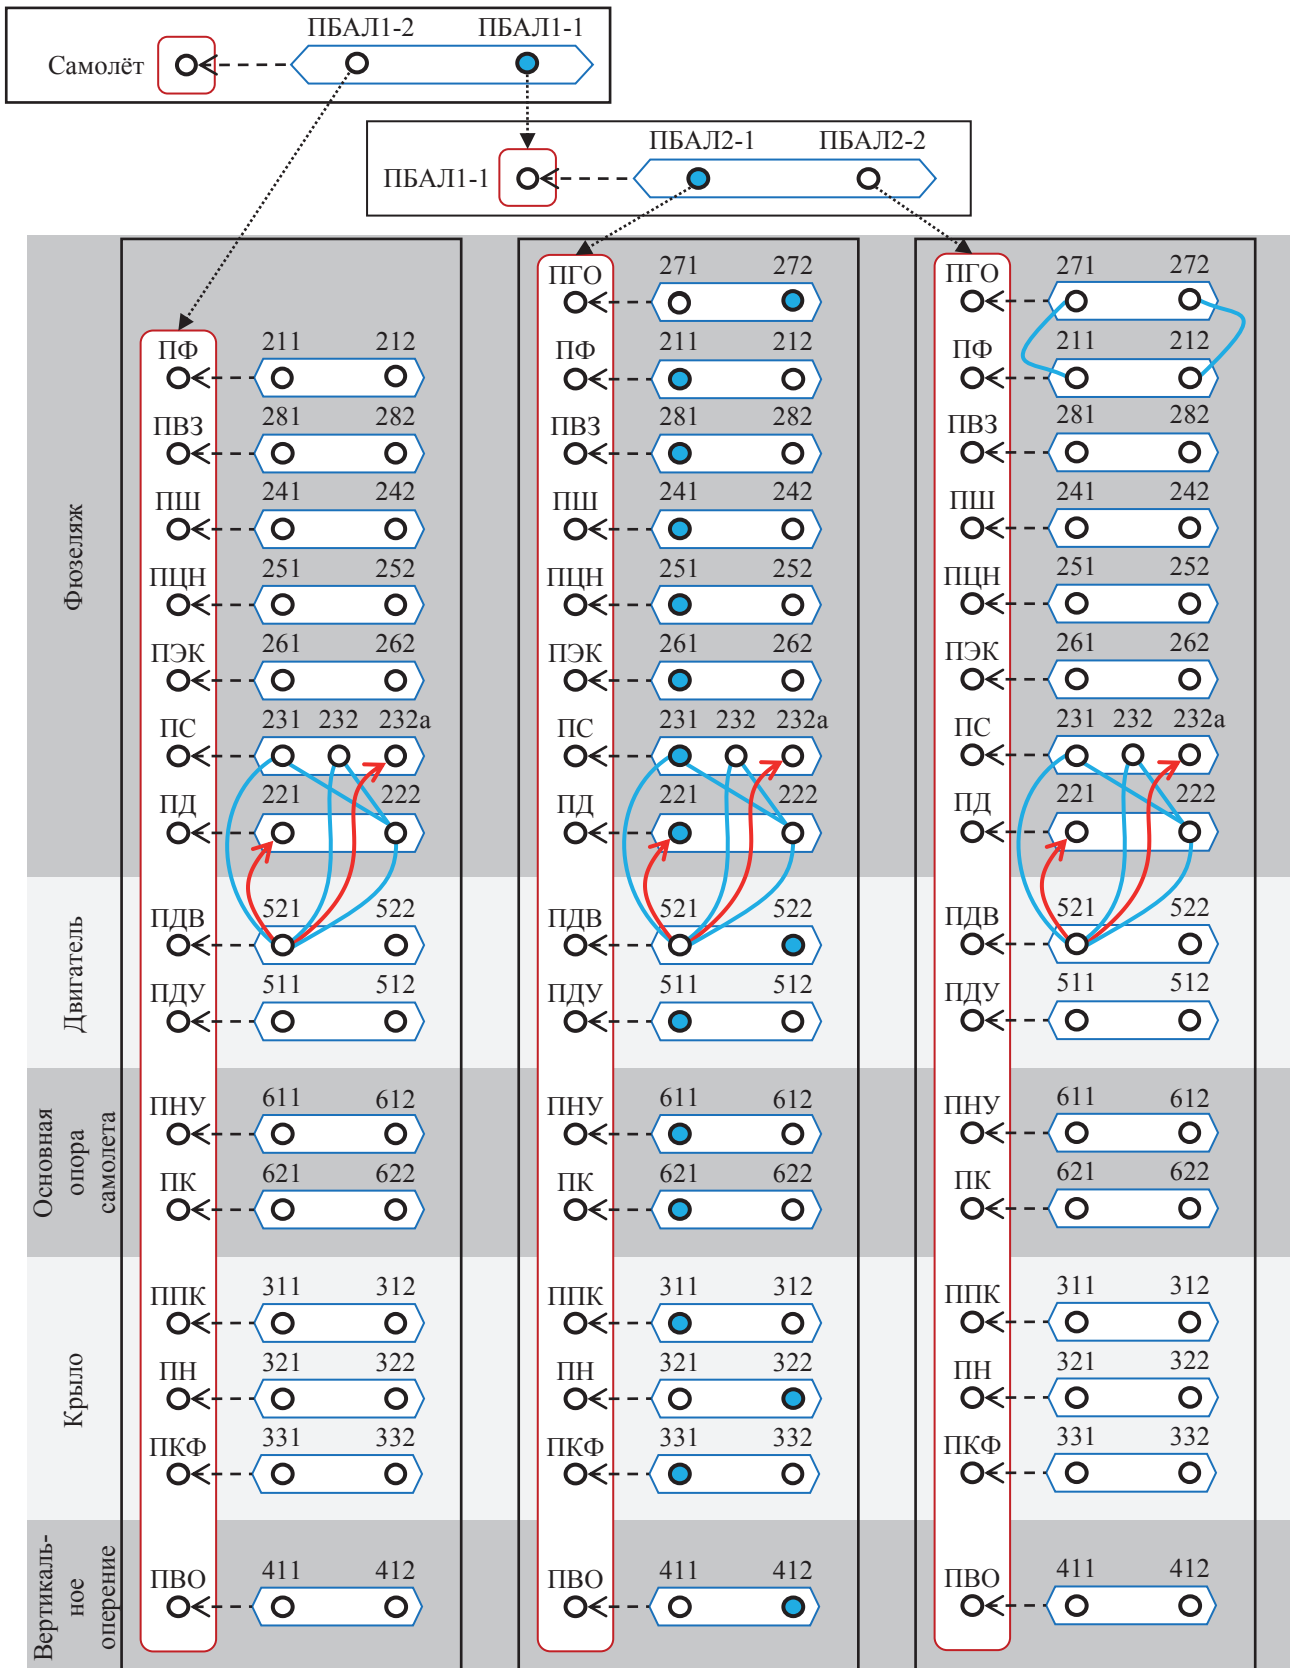 ПБАЛ1-2 ПБАЛ1-1
Самолёт
ПБАЛ2-1 ПБАЛ2-2
ПБАЛ1-1
Фюзеляж
Двигатель
Основная
опора
самолета
Крыло
Вертикаль-
ное
оперение
ПФ 211 212
ПВЗ 281 282
ПШ 241 242
ПЦН 251 252
ПЭК 261 262
ПС 231 232 232а
ПД 221 222
ПДВ 521 522
ПДУ 511 512
ПНУ 611 612
ПК 621 622
ППК 311 312
ПН 321 322
ПКФ 331 332
ПВО 411 412
ПГО 271 272
ПФ 211 212
ПВЗ 281 282
ПШ 241 242
ПЦН 251 252
ПЭК 261 262
ПС 231 232 232а
ПД 221 222
ПДВ 521 522
ПДУ 511 512
ПНУ 611 612
ПК 621 622
ППК 311 312
ПН 321 322
ПКФ 331 332
ПВО 411 412
ПГО 271 272
ПФ 211 212
ПВЗ 281 282
ПШ 241 242
ПЦН 251 252
ПЭК 261 262
ПС 231 232 232а
ПД 221 222
ПДВ 521 522
ПДУ 511 512
ПНУ 611 612
ПК 621 622
ППК 311 312
ПН 321 322
ПКФ 331 332
ПВО 411 412